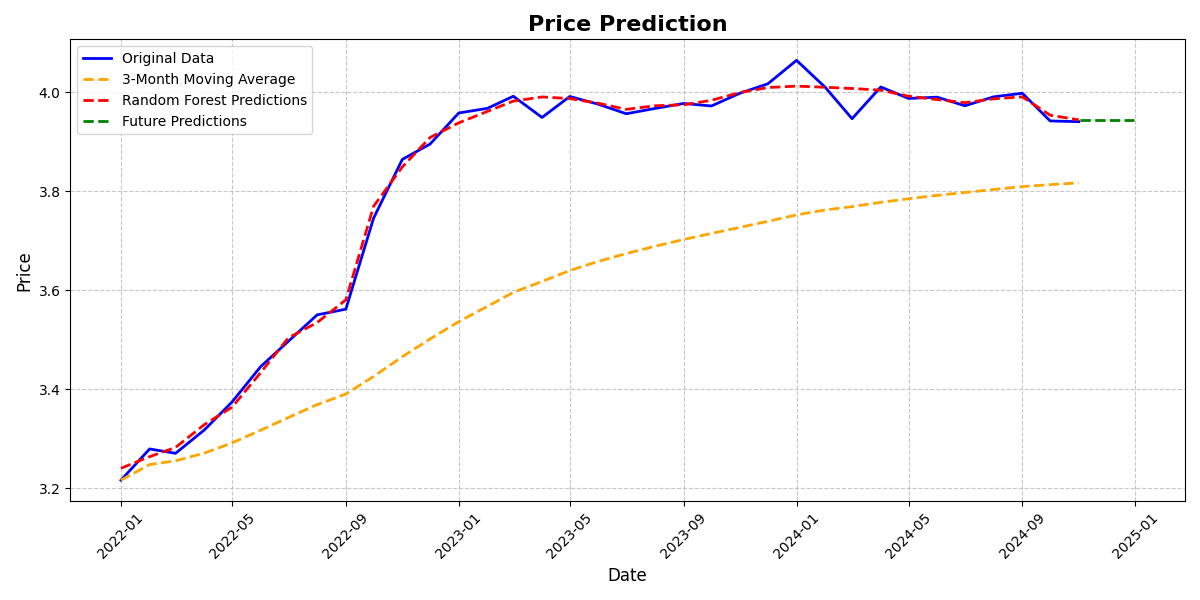 Price Prediction
Original Data
3-Month Moving Average
Random Forest Predictions
Future Predictions
Price
4.0
3.8
3.6
3.4
3.2
2022-01
2022-05
2022-09
2023-01
2023-05
2023-09
2024-01
2024-05
2024-09
2025-01
Date